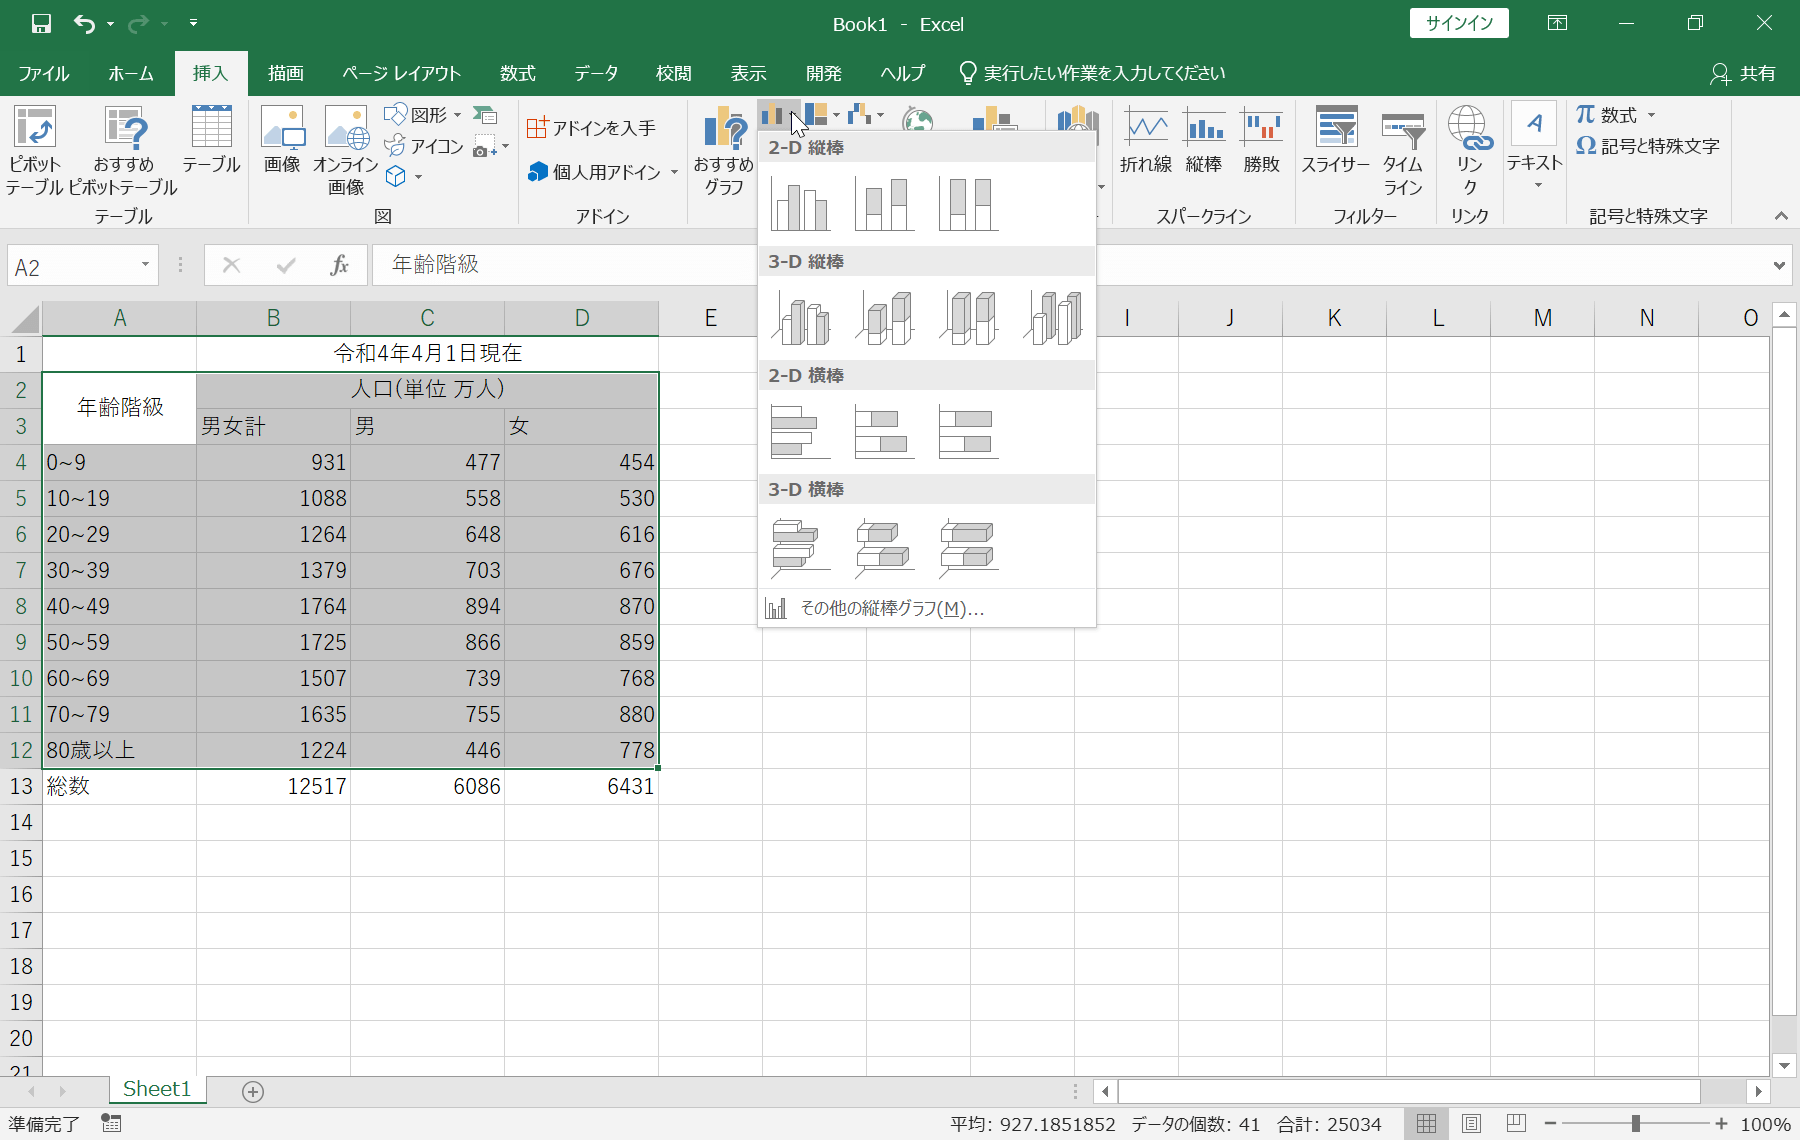 Book1 - Excel
サインイン
ファイル ホーム 挿入 描画 ページ レイアウト 数式 データ 校閲 表示 開発 ヘルプ 実行したい作業を入力してください 共有
ピボット
テーブル
おすすめ
ピボットテーブル
テーブル
テーブル
画像
オンライン
画像
図形
アイコン
図
アドインを入手
個人用アドイン
アドイン
おすすめ
グラフ
折れ線
縦棒
勝敗
スパークライン
スライサー
タイム
ライン
フィルター
リン
ク
リンク
A
テキスト
π 数式
Ω 記号と特殊文字
記号と特殊文字
2-D 縦棒
3-D 縦棒
2-D 横棒
3-D 横棒
その他の縦棒グラフ(M)...
A2 fx 年齢階級
A B C D E I J K L M N O
1 令和4年4月1日現在
2 年齢階級 人口(単位 万人)
3 男女計 男 女
4 0~9 931 477 454
5 10~19 1088 558 530
6 20~29 1264 648 616
7 30~39 1379 703 676
8 40~49 1764 894 870
9 50~59 1725 866 859
10 60~69 1507 739 768
11 70~79 1635 755 880
12 80歳以上 1224 446 778
13 総数 12517 6086 6431
14
15
16
17
18
19
20
21
Sheet1
準備完了 平均: 927.1851852 データの個数: 41 合計: 25034 100%